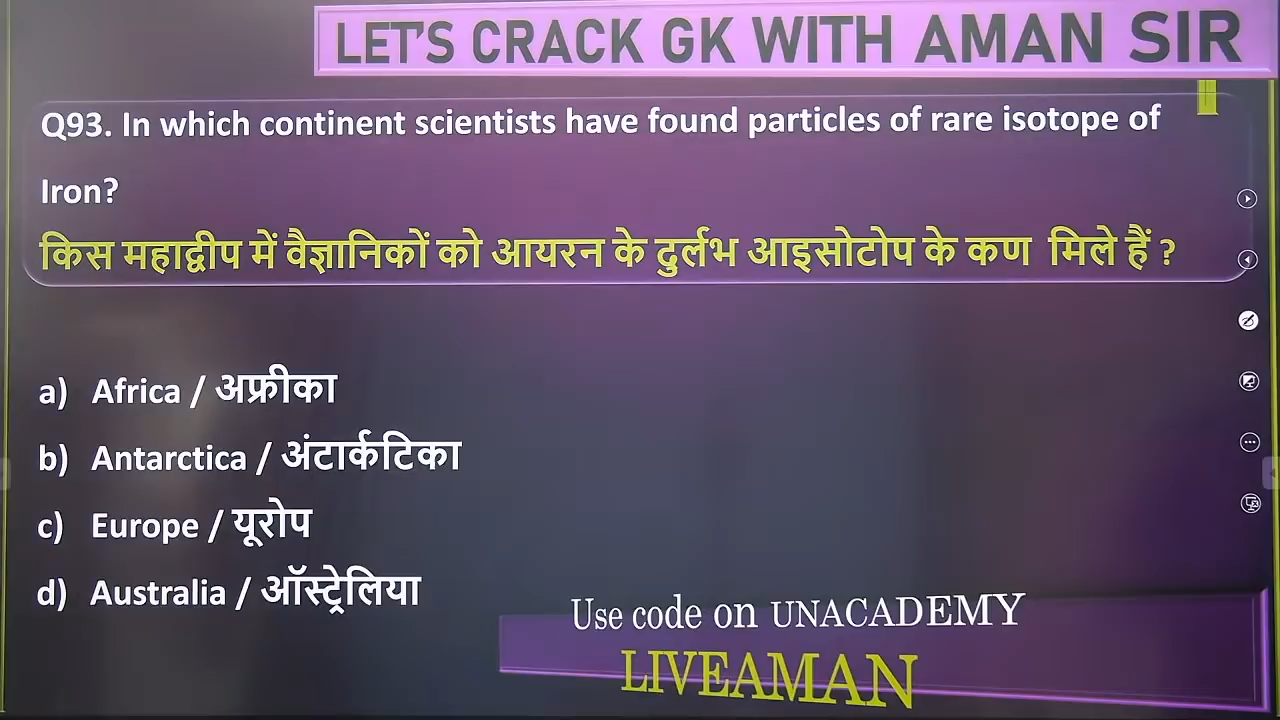 LET'S CRACK GK WITH AMAN SIR
Q93. In which continent scientists have found particles of rare isotope of
Iron?
किस महाद्वीप में वैज्ञानिकों को आयरन के दुर्लभ आइसोटोप के कण मिले हैं ?
a) Africa / अफ्रीका
b) Antarctica / अंटार्कटिका
c) Europe / यूरोप
d) Australia / ऑस्ट्रेलिया
Use code on UNACADEMY
LIVEAMAN